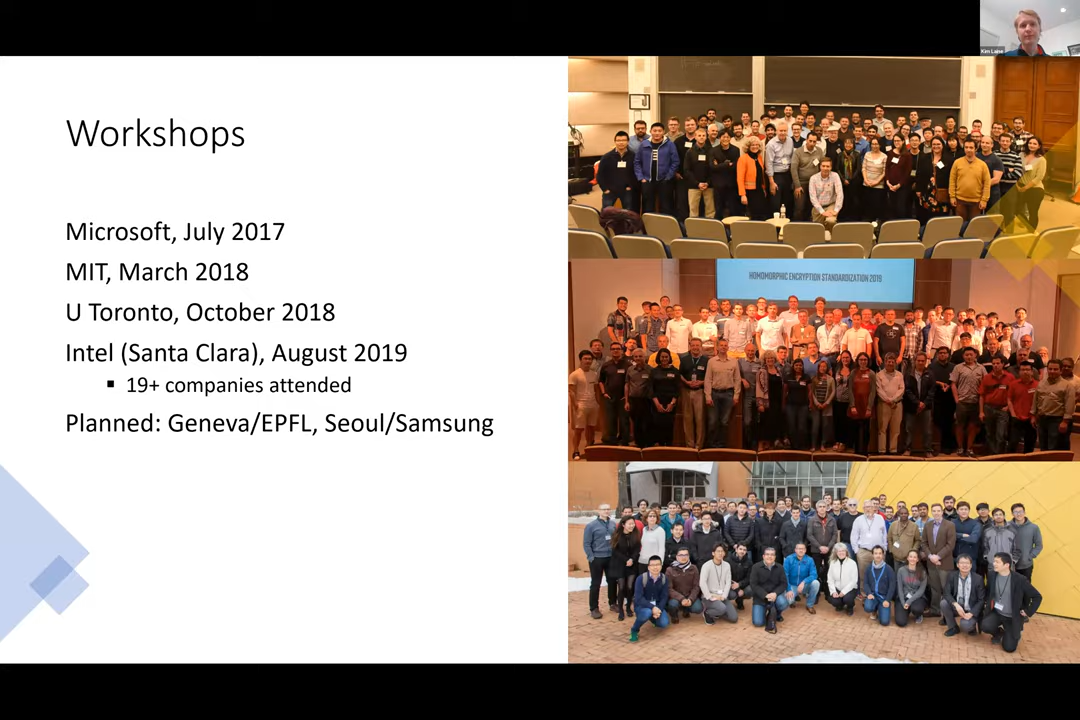 Workshops
Microsoft, July 2017
MIT, March 2018
U Toronto, October 2018
Intel (Santa Clara), August 2019
▪ 19+ companies attended
Planned: Geneva/EPFL, Seoul/Samsung
HOMOMORPHIC ENCRYPTION STANDARDIZATION 2019